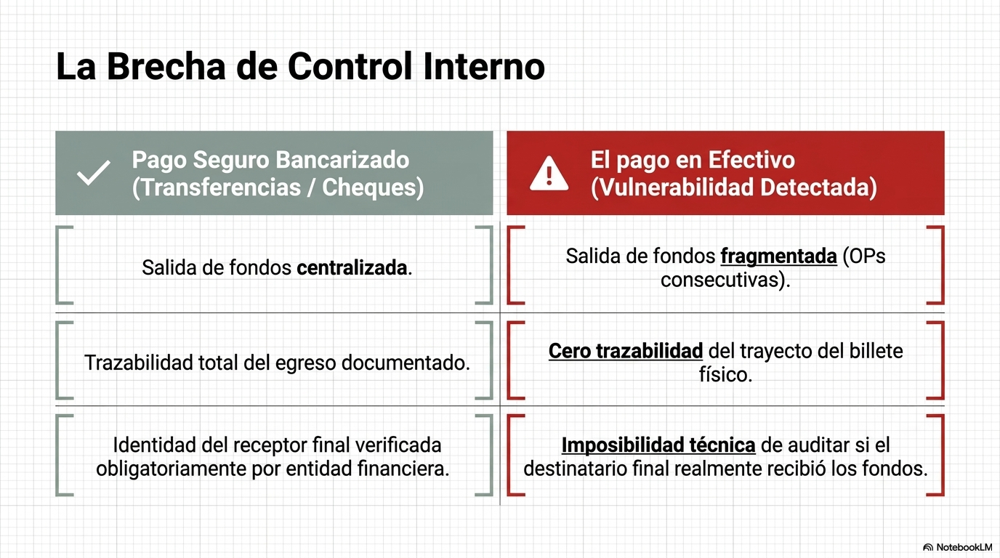 La Brecha de Control Interno
Pago Seguro Bancarizado
(Transferencias / Cheques)
El pago en Efectivo
(Vulnerabilidad Detectada)
Salida de fondos centralizada.
Salida de fondos fragmentada (OPs
consecutivas).
Trazabilidad total del egreso documentado.
Cero trazabilidad del trayecto del billete
físico.
Identidad del receptor final verificada
obligatoriamente por entidad financiera.
Imposibilidad técnica de auditar si el
destinatario final realmente recibió los fondos.
NotebookLM